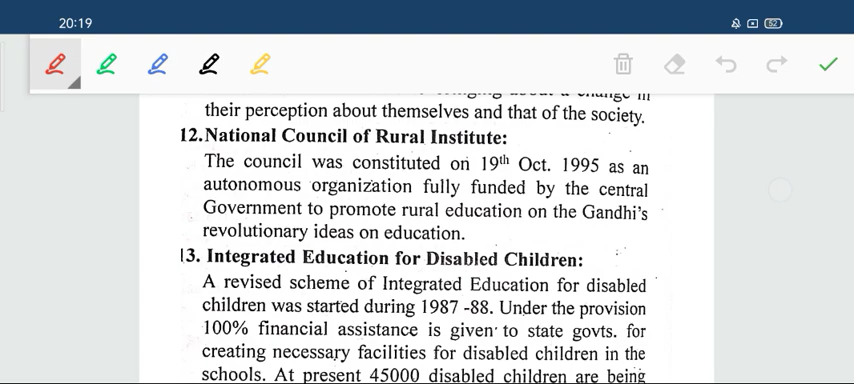 20:19
52
a change in
their perception about themselves and that of the society.
12. National Council of Rural Institute:
The council was constituted on 19th Oct. 1995 as an
autonomous organization fully funded by the central
Government to promote rural education on the Gandhi's
revolutionary ideas on education.
13. Integrated Education for Disabled Children:
A revised scheme of Integrated Education for disabled
children was started during 1987 -88. Under the provision
100% financial assistance is given to state govts. for
creating necessary facilities for disabled children in the
schools. At present 45000 disabled children are being